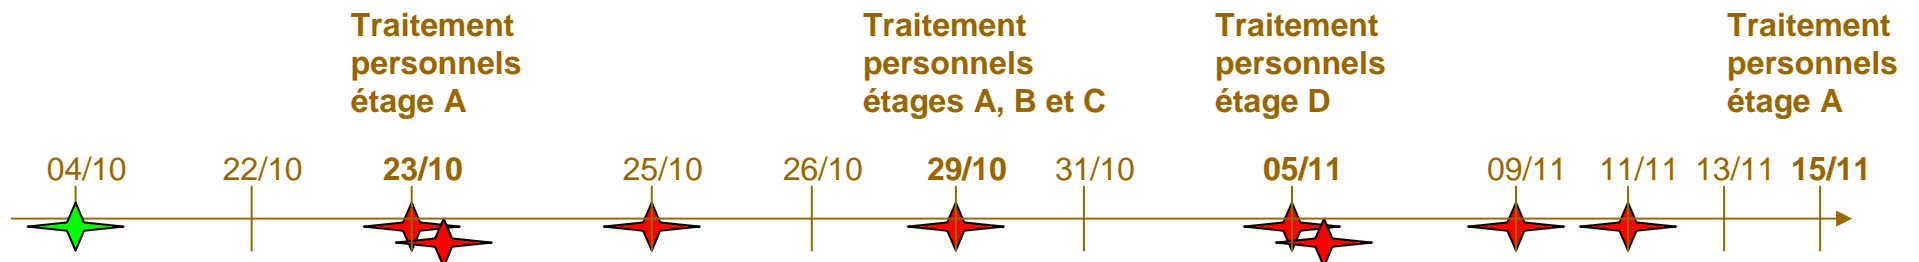 Traitement
personnels
étage A
Traitement
personnels
étages A, B et C
Traitement
personnels
étage D
Traitement
personnels
étage A
04/10 22/10 23/10 25/10 26/10 29/10 31/10 05/11 09/11 11/11 13/11 15/11